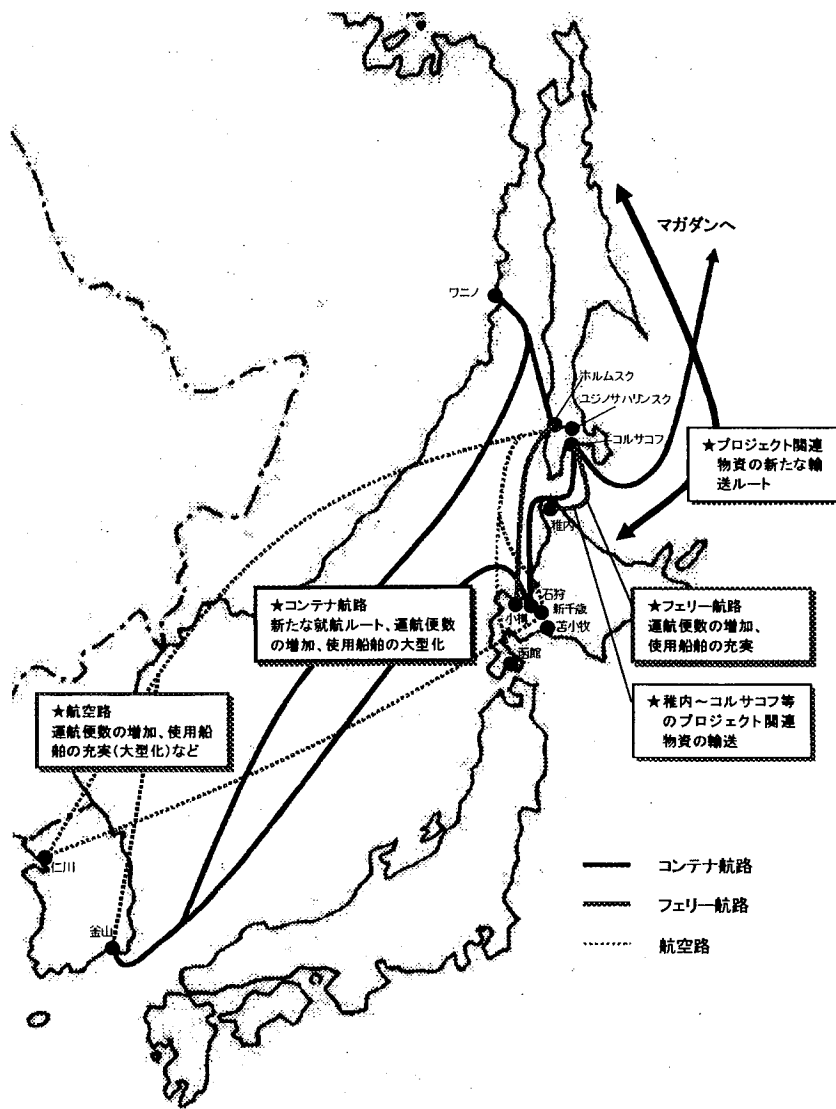 マガダンへ
ワニノ
ホルムスク
ユジノサハリンスク
コルサコフ
★プロジェクト関連
物資の新たな輸
送ルート
稚内
石狩
新千歳
小樽
苫小牧
函館
★コンテナ航路
新たな就航ルート、運航便数
の増加、使用船舶の大型化
★フェリー航路
運航便数の増加、
使用船舶の充実
★稚内～コルサコフ等
のプロジェクト関連
物資の輸送
★航空路
運航便数の増加、使用船
舶の充実(大型化)など
仁川
釜山
コンテナ航路
フェリー航路
航空路